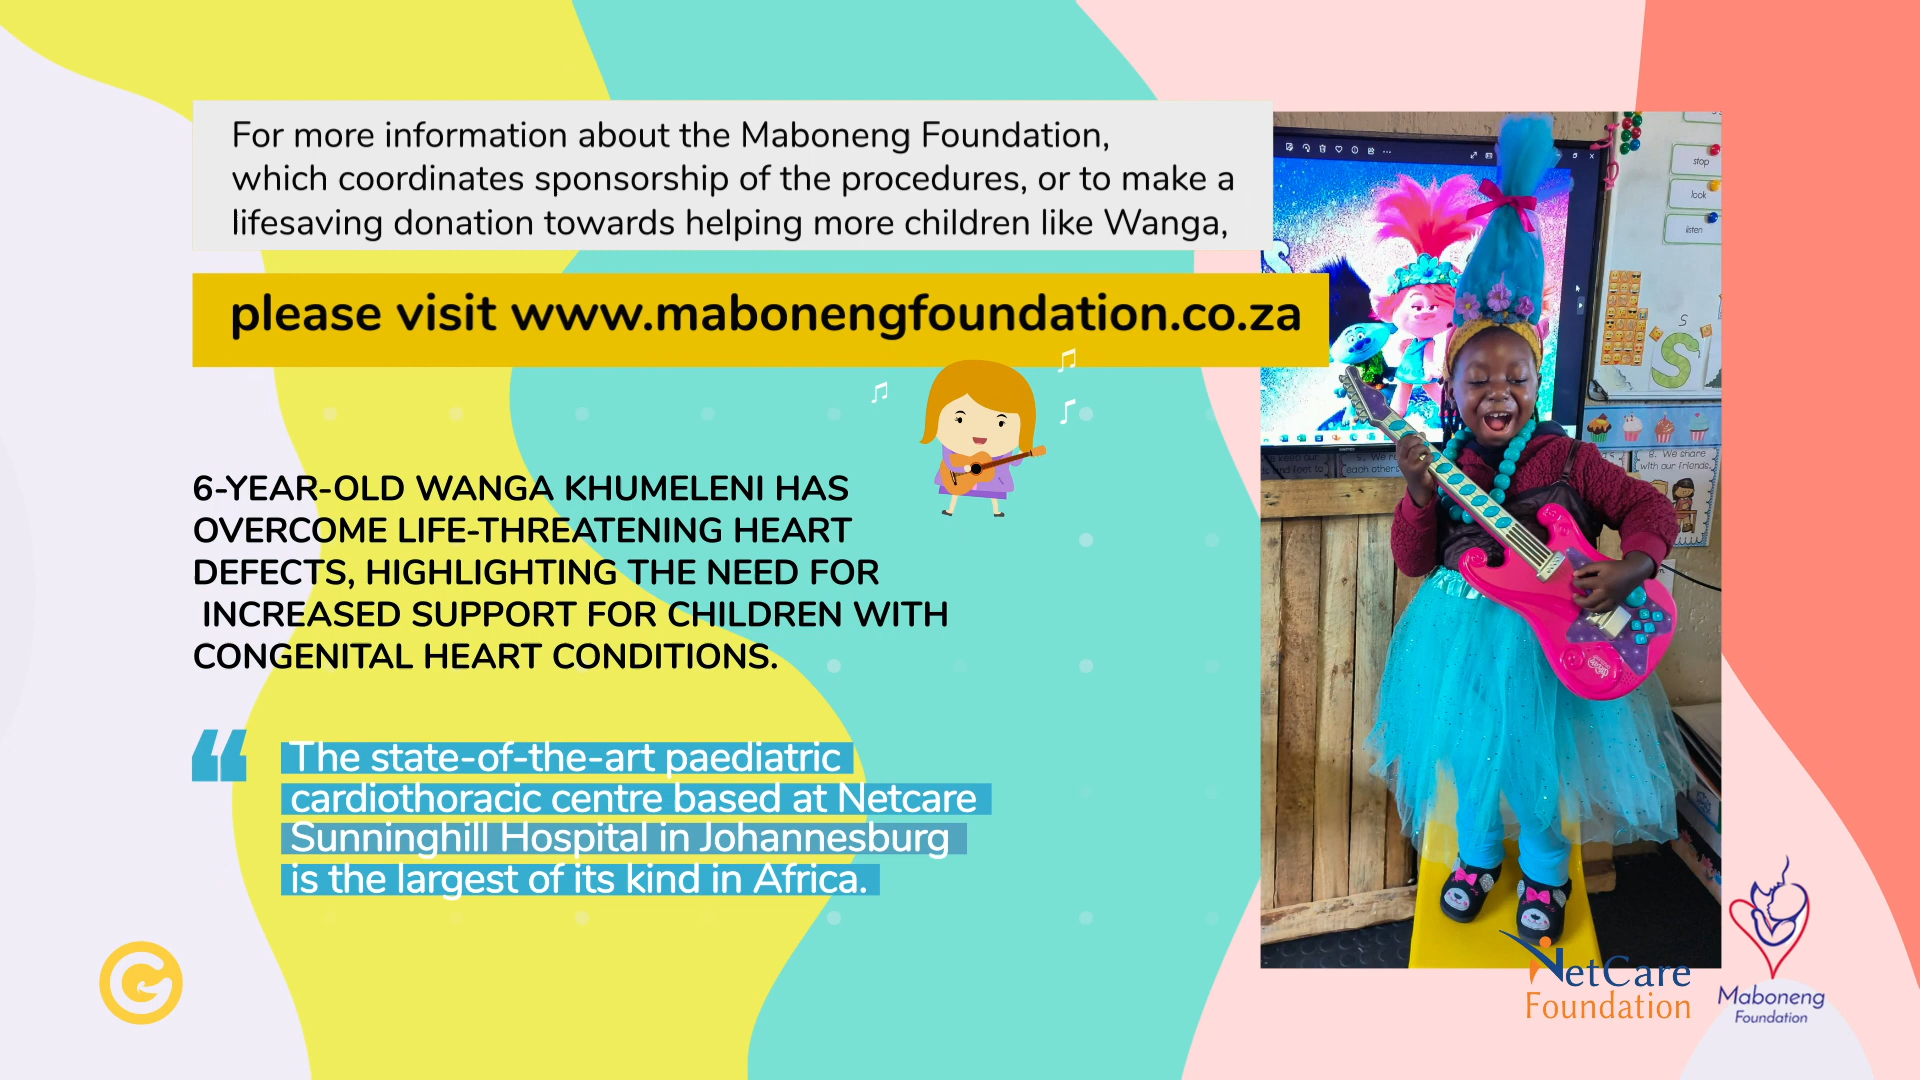 For more information about the Maboneng Foundation,
which coordinates sponsorship of the procedures, or to make a
lifesaving donation towards helping more children like Wanga,
please visit www.mabonengfoundation.co.za
6-YEAR-OLD WANGA KHUMELENI HAS
OVERCOME LIFE-THREATENING HEART
DEFECTS, HIGHLIGHTING THE NEED FOR
INCREASED SUPPORT FOR CHILDREN WITH
CONGENITAL HEART CONDITIONS.
“
The state-of-the-art paediatric
cardiothoracic centre based at Netcare
Sunninghill Hospital in Johannesburg
is the largest of its kind in Africa.
stop
look
listen
S
S
each others
8. We share
with our friends.
NetCare
Foundation
Maboneng
Foundation
G